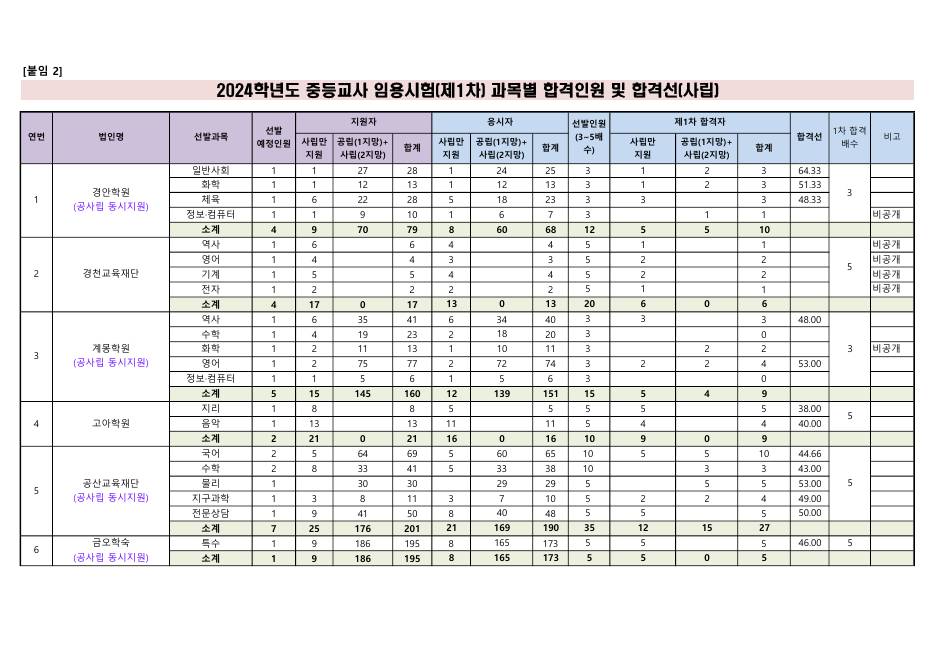 [붙임 2]
2024학년도 중등교사 임용시험(제1차) 과목별 합격인원 및 합격선(사립)
연번 법인명 선발과목 선발 예정인원 지원자 응시자 선발인원 (3~5배수) 제1차 합격자 합격선 1차 합격 배수 비고
사립만 지원 공립(1지망)+ 사립(2지망) 합계 사립만 지원 공립(1지망)+ 사립(2지망) 합계 사립만 지원 공립(1지망)+ 사립(2지망) 합계
1 경안학원 (공사립 동시지원) 일반사회 1 1 27 28 1 24 25 3 1 2 3 64.33 3
화학 1 1 12 13 1 12 13 3 1 2 3 51.33
체육 1 6 22 28 5 18 23 3 3 3 48.33
정보·컴퓨터 1 1 9 10 1 6 7 3 1 1 비공개
소계 4 9 70 79 8 60 68 12 5 5 10
2 경천교육재단 역사 1 6 6 4 4 5 1 1 5 비공개
영어 1 4 4 3 3 5 2 2 비공개
기계 1 5 5 4 4 5 2 2 비공개
전자 1 2 2 2 2 5 1 1 비공개
소계 4 17 0 17 13 0 13 20 6 0 6
3 계몽학원 (공사립 동시지원) 역사 1 6 35 41 6 34 40 3 3 3 48.00 3
수학 1 4 19 23 2 18 20 3 0
화학 1 2 11 13 1 10 11 3 2 2 비공개
영어 1 2 75 77 2 72 74 3 2 2 4 53.00
정보·컴퓨터 1 1 5 6 1 5 6 3 0
소계 5 15 145 160 12 139 151 15 5 4 9
4 고아학원 지리 1 8 8 5 5 5 5 5 38.00 5
음악 1 13 13 11 11 5 4 4 40.00
소계 2 21 0 21 16 0 16 10 9 0 9
5 공산교육재단 (공사립 동시지원) 국어 2 5 64 69 5 60 65 10 5 5 10 44.66 5
수학 2 8 33 41 5 33 38 10 3 3 43.00
물리 1 30 30 29 29 5 5 5 53.00
지구과학 1 3 8 11 3 7 10 5 2 2 4 49.00
전문상담 1 9 41 50 8 40 48 5 5 5 50.00
소계 7 25 176 201 21 169 190 35 12 15 27
6 금오학숙 (공사립 동시지원) 특수 1 9 186 195 8 165 173 5 5 5 46.00 5
소계 1 9 186 195 8 165 173 5 5 0 5